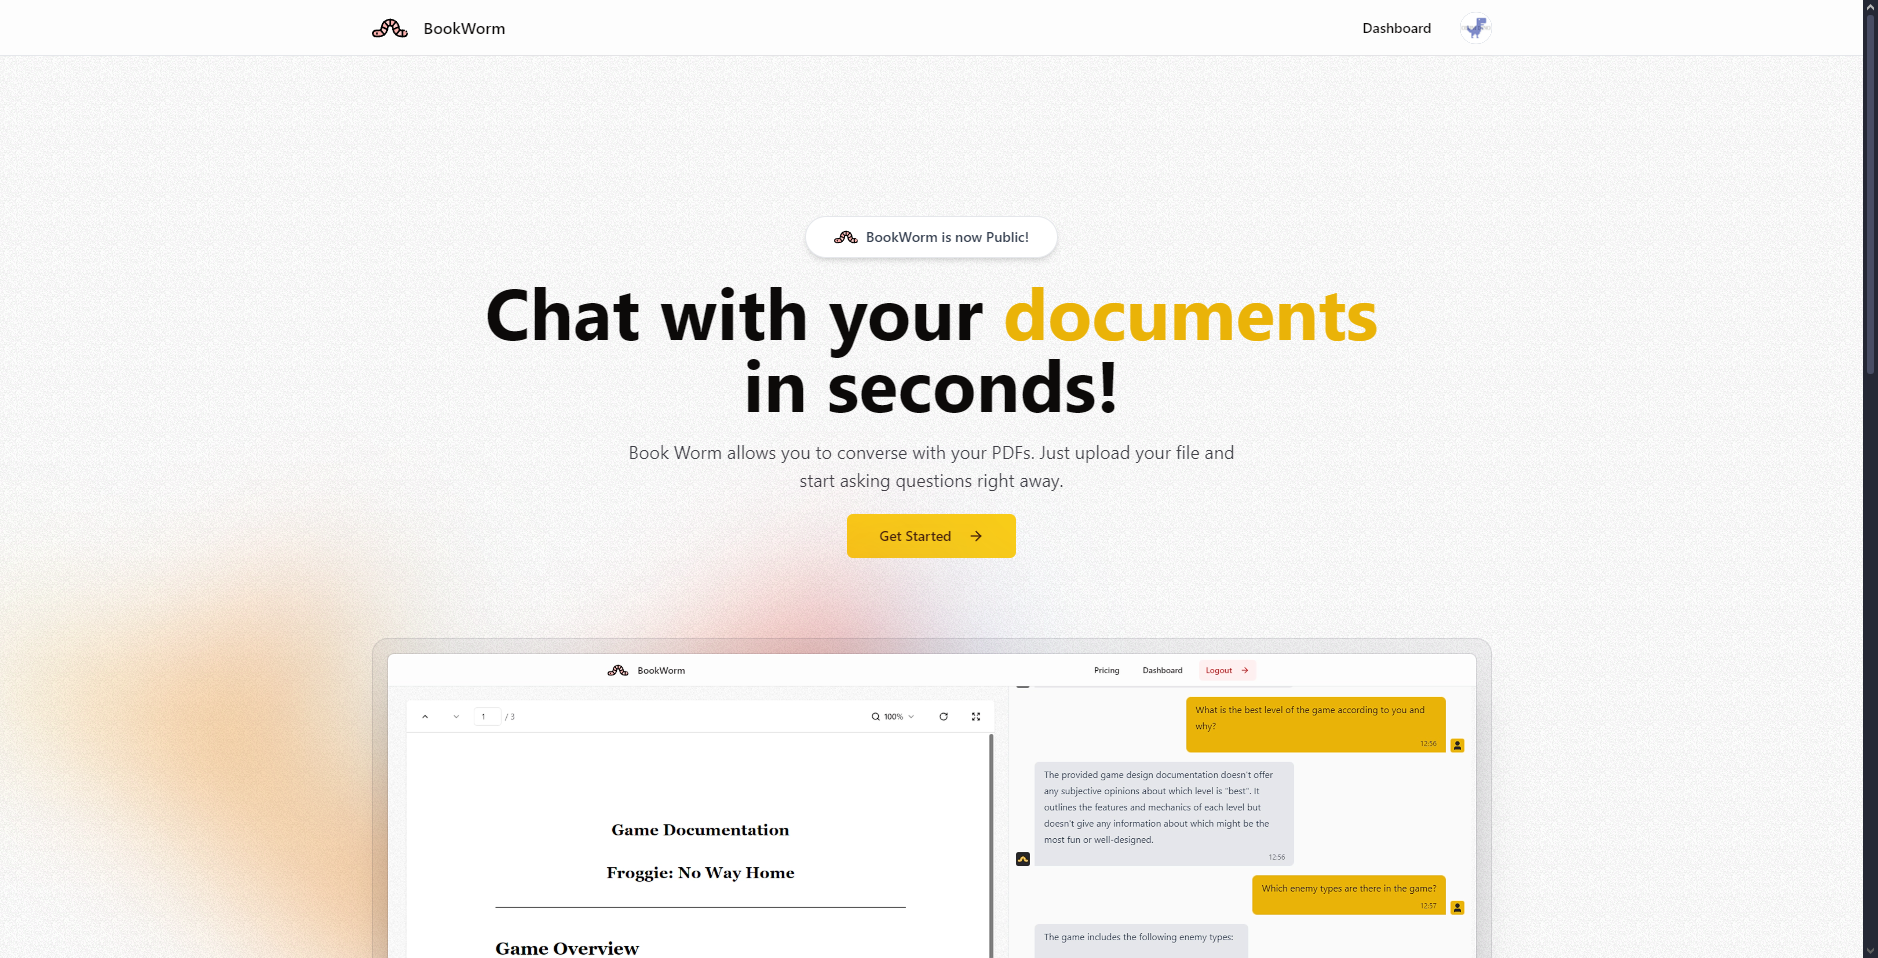 BookWorm
Dashboard
BookWorm is now Public!
Chat with your documents
in seconds!
Book Worm allows you to converse with your PDFs. Just upload your file and
start asking questions right away.
Get Started
BookWorm
Pricing
Dashboard
Logout
1 / 3
100%
Game Documentation
Froggie: No Way Home
Game Overview
What is the best level of the game according to you and
why?
12:56
The provided game design documentation doesn't offer
any subjective opinions about which level is "best". It
outlines the features and mechanics of each level but
doesn't give any information about which might be the
most fun or well-designed.
12:56
Which enemy types are there in the game?
12:57
The game includes the following enemy types: